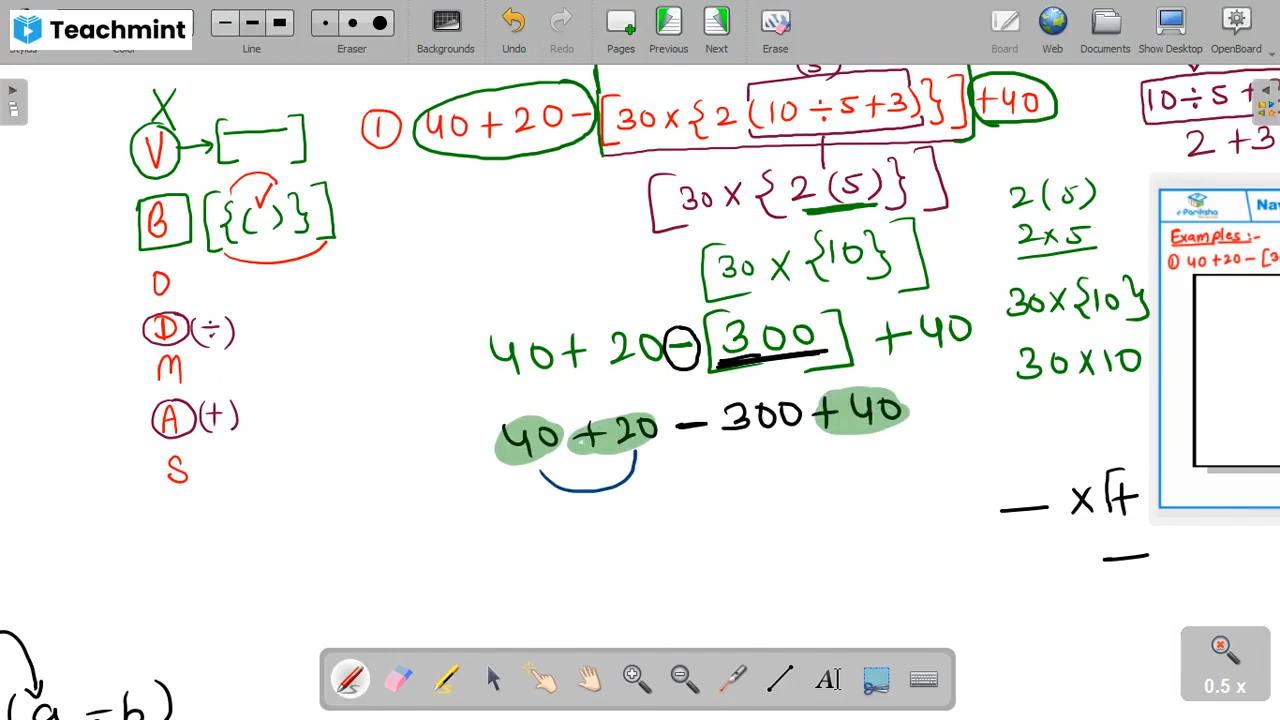 Teachmint
Line
Eraser
Backgrounds
Undo
Redo
Pages
Previous
Next
Erase
Board
Web
Documents
Show Desktop
OpenBoard
X
V → [—]
B [{( )}]
O
D (÷)
M
A (+)
S
① 40 + 20 - [30 × {2 (10 ÷ 5 + 3)}] + 40
[30 × {2 (5)}]
[30 × {10}]
40 + 20 - [300] + 40
40 + 20 - 300 + 40
10 ÷ 5 +
2 + 3
2 (5)
2 × 5
30 × {10}
30 × 10
— × [+
—
e-Pariksha
Nav
Examples :-
① 40 + 20 - [3
(a - b)
0.5 x